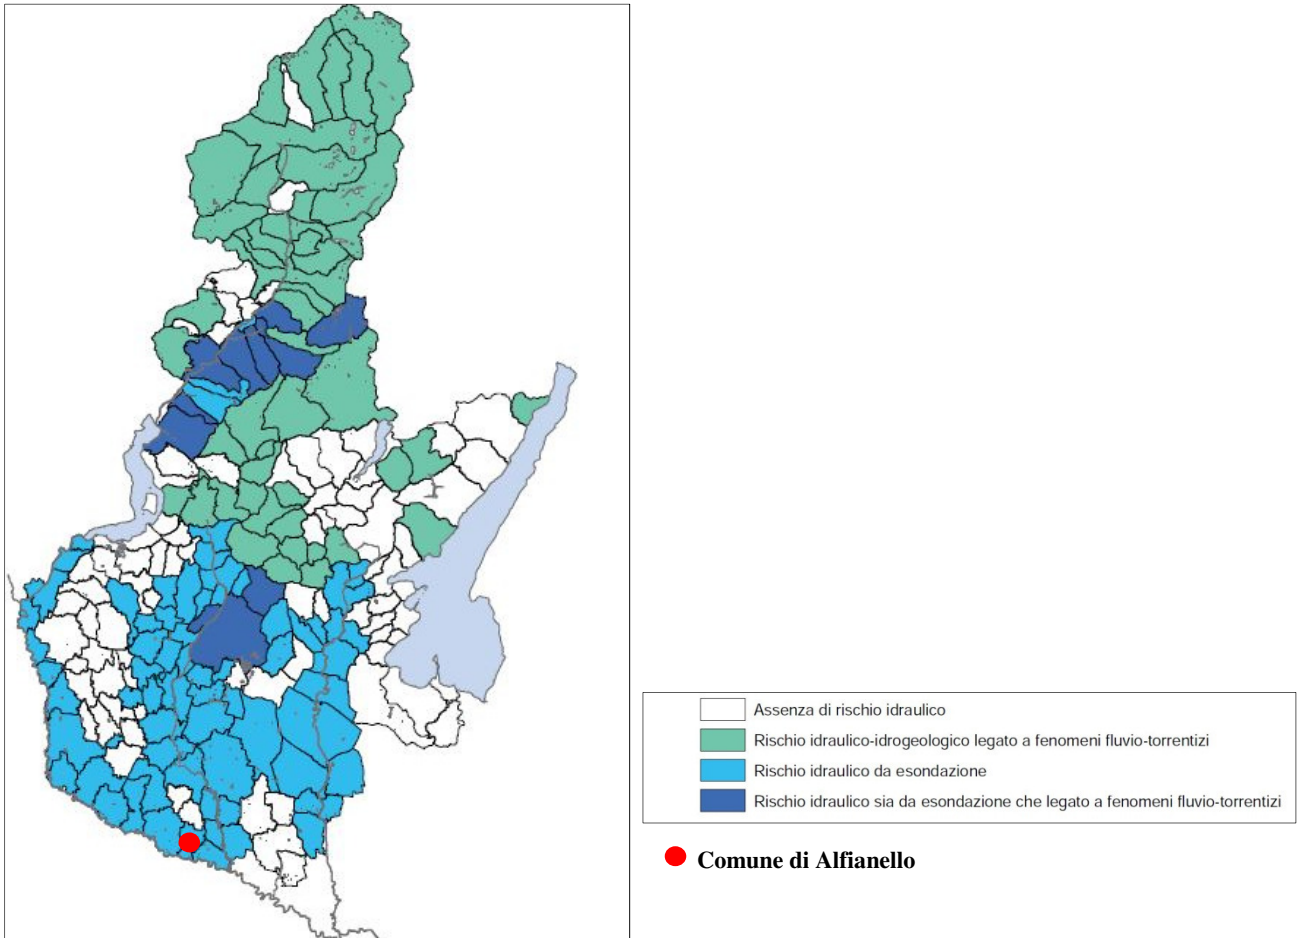 Assenza di rischio idraulico
Rischio idraulico-idrogeologico legato a fenomeni fluvio-torrentizi
Rischio idraulico da esondazione
Rischio idraulico sia da esondazione che legato a fenomeni fluvio-torrentizi
Comune di Alfianello